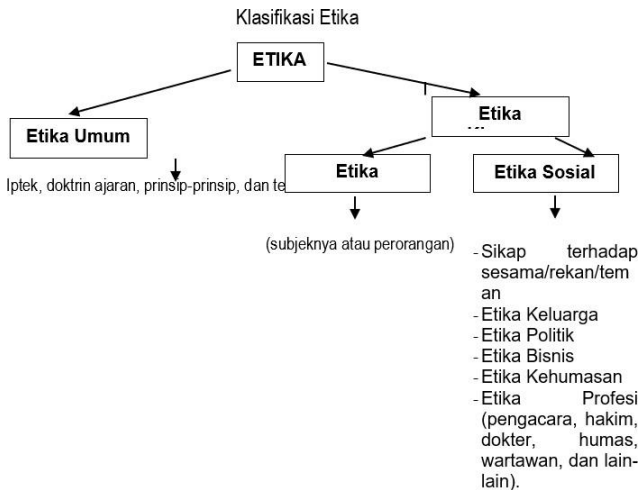 Klasifikasi Etika
ETIKA
Etika
Etika Umum
Etika
Etika Sosial
Iptek, doktrin ajaran, prinsip-prinsip, dan te
(subjeknya atau perorangan)
- Sikap terhadap
sesama/rekan/tem
an
- Etika Keluarga
- Etika Politik
- Etika Bisnis
- Etika Kehumasan
- Etika Profesi
(pengacara, hakim,
dokter, humas,
wartawan, dan lain-
lain).